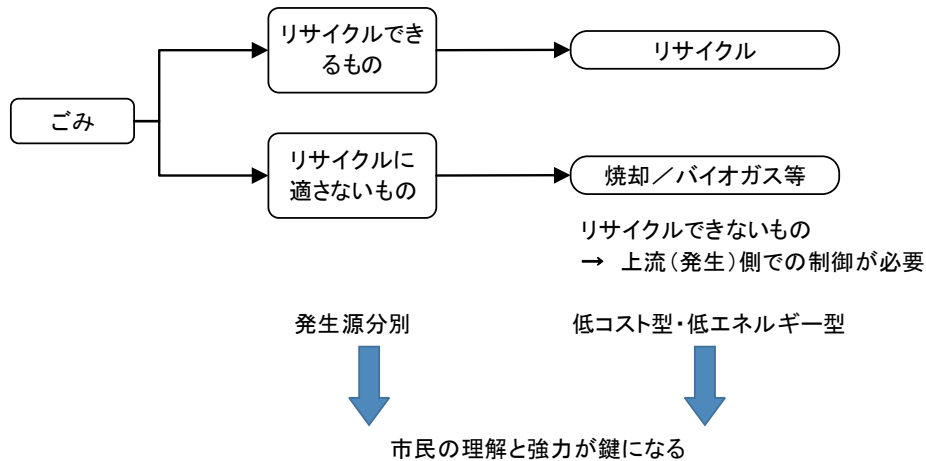 リサイクルでき
るもの
リサイクル
ごみ
リサイクルに
適さないもの
焼却／バイオガス等
リサイクルできないもの
→ 上流（発生）側での制御が必要
発生源分別
低コスト型・低エネルギー型
市民の理解と強力が鍵になる